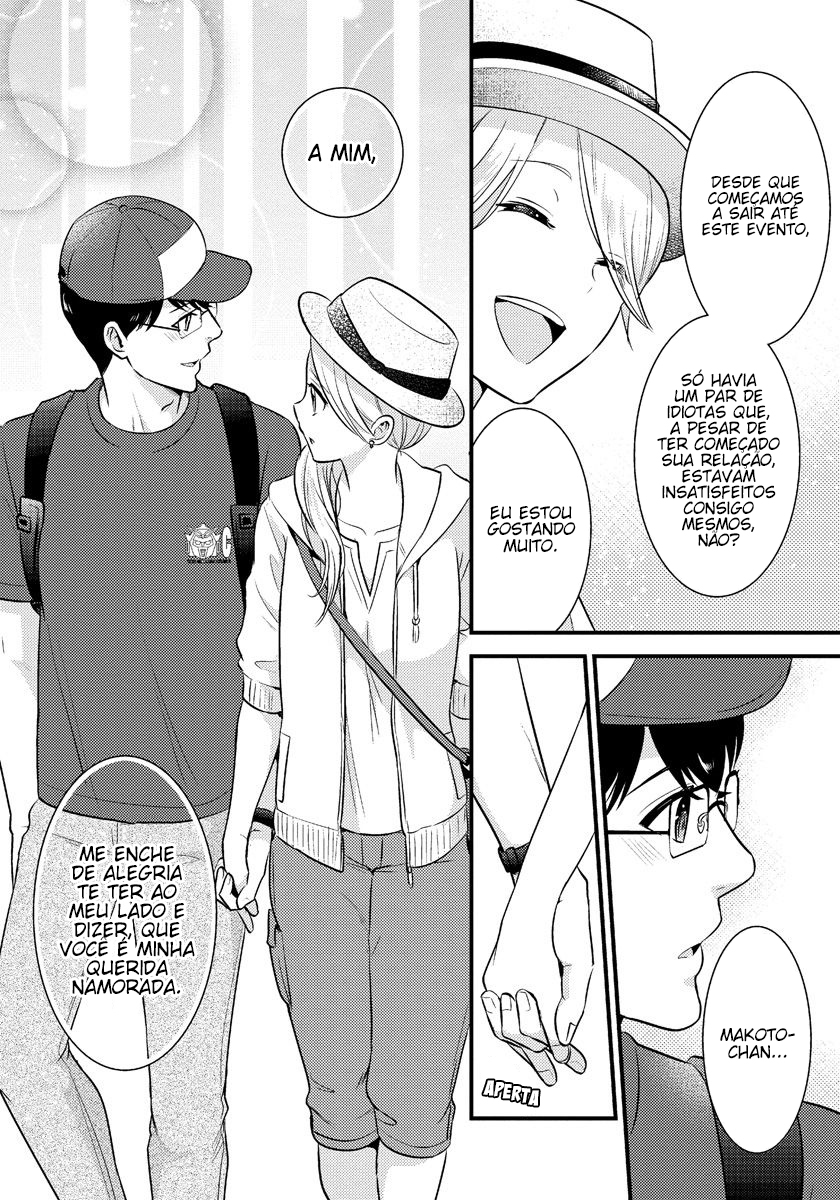 DESDE QUE
COMEÇAMOS
A SAIR ATÉ
ESTE EVENTO,
SÓ HAVIA
UM PAR DE
IDIOTAS QUE,
A PESAR DE
TER COMEÇADO
SUA RELAÇÃO,
ESTAVAM
INSATISFEITOS
CONSIGO
MESMOS,
NÃO?
EU ESTOU
GOSTANDO
MUITO.
MAKOTO-
CHAN...
APERTA
A MIM,
ME ENCHE
DE ALEGRIA
TE TER AO
MEU LADO E
DIZER, QUE
VOCÊ É MINHA
QUERIDA
NAMORADA.